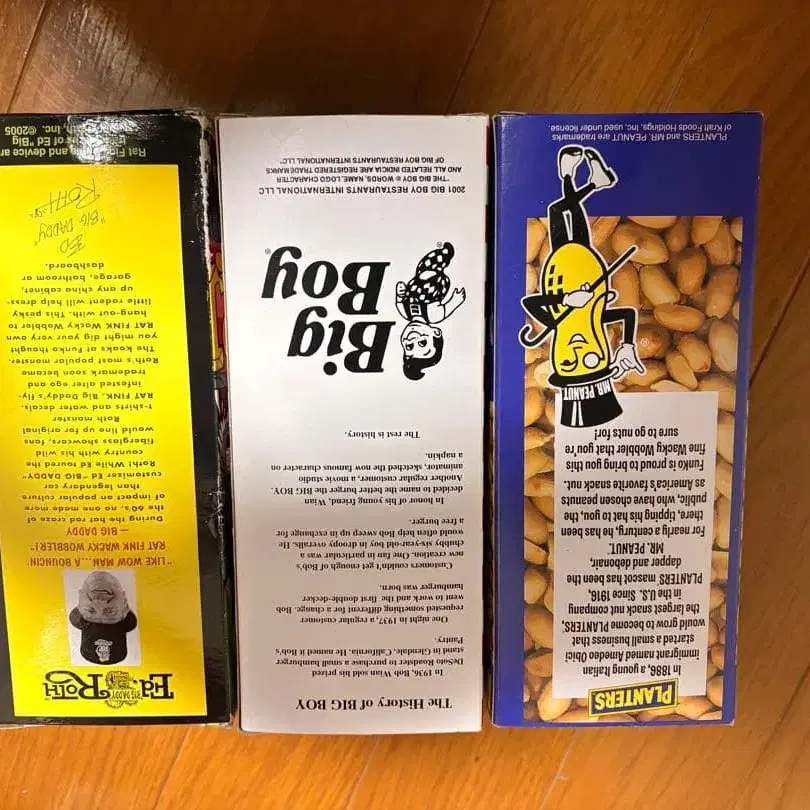 PLANTERS
In 1886, a young Italian
immigrant named Amedeo Obici
started a small business that
would grow to become PLANTERS,
the largest snack nut company
in the U.S. Since 1916,
PLANTERS mascot has been the
dapper and debonair,
MR. PEANUT.
For nearly a century, he has been
there, tipping his hat to you, the
public, who have chosen peanuts
as America's favorite snack nut.
Funko is proud to bring you this
fine Wacky Wobbler that you're
sure to go nuts for!
MR. PEANUT
®
PLANTERS and MR. PEANUT are trademarks
of Kraft Foods Holdings, Inc. used under license.
The History of BIG BOY
In 1936, Bob Wian sold his prized
DeSoto Roadster to purchase a small hamburger
stand in Glendale, California. He named it Bob's
Pantry.
One night in 1937, a regular customer
requested something different for a change. Bob
went to work and the first double-decker
hamburger was born.
Customers couldn't get enough of Bob's
new creation. One fan in particular was a
chubby six-year-old boy in droopy overalls. He
would often help Bob sweep up in exchange for
a free burger.
In honor of his young friend, Wian
decided to name the better burger the BIG BOY.
Another regular customer, a movie studio
animator, sketched the now famous character on
a napkin.
The rest is history.
Big
Boy®
®
2001 BIG BOY RESTAURANTS INTERNATIONAL LLC
"THE BIG BOY ® WORDS, NAME, LOGO, CHARACTER
AND ALL RELATED INDICIA ARE REGISTERED TRADEMARKS
OF BIG BOY RESTAURANTS INTERNATIONAL LLC"
Ed "BIG DADDY" Roth
"LIKE WOW MAN...A BOUNCIN'
RAT FINK WACKY WOBBLER!"
— BIG DADDY
During the hot rod craze of
the 60's, no one made more
of impact on popular culture
than legendary car
customizer Ed "BIG DADDY"
Roth! While Ed toured the
country with his wild
fiberglass showcars, fans
would line up for original
Roth monster
t-shirts and water decals.
RAT FINK, Big Daddy's fly-
infested alter ego and
trademark soon became
Roth's most popular monster.
The kooks at Funko thought
you might dig your very own
RAT FINK Wacky Wobbler to
hang-out with. This pesky
little rodent will help dress-
up any china cabinet,
garage, bathroom or
dashboard.
ED
"BIG DADDY"
ROTH
Rat Fink and device are
of Ed "Big
Roth, Inc. ©2005